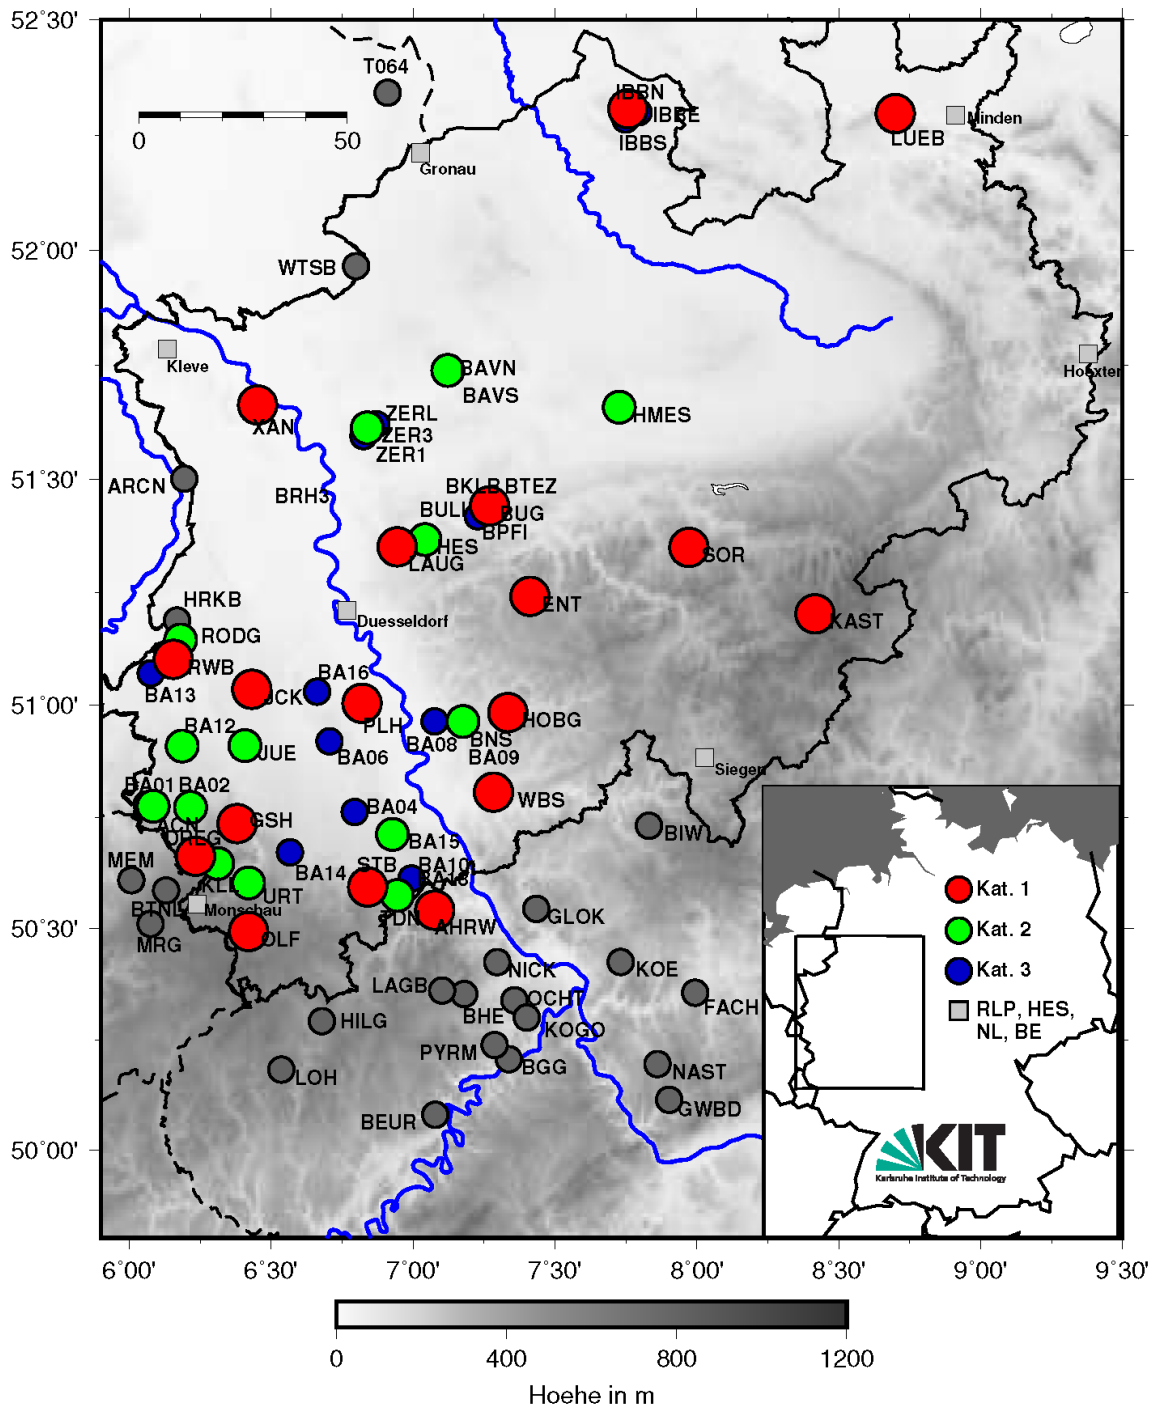 52°30'
T064
0
50
Gronau
IBBN
IBBE
IBBS
LUEB
Minden
52°00'
WTSB
Kleve
Hoexter
BAVN
BAVS
XAN
ZERL
ZER3
ZER1
HMES
51°30'
ARCN
BRH3
BKLB
BTEZ
BUG
BPFI
HES
LAUG
SOR
ENT
KAST
HRKB
RODG
Duesseldorf
RWB
BA13
JCK
BA16
PLH
51°00'
HOBG
BA12
JUE
BA06
BA08
BNS
BA09
Siegen
BA01
BA02
ACN
DREG
GSH
BA04
WBS
BIW
BA15
MEM
KLL
BA14
STB
BA10
BTNL
URT
Monschau
TDN
AHRW
50°30'
MRG
OLF
GLOK
NICK
KOE
LAGB
BHE
OCHT
FACH
HILG
KOGO
PYRM
BGG
NAST
LOH
GWBD
BEUR
50°00'
Kat. 1
Kat. 2
Kat. 3
RLP, HES,
NL, BE
KIT
Karlsruhe Institute of Technology
6°00'
6°30'
7°00'
7°30'
8°00'
8°30'
9°00'
9°30'
0
400
800
1200
Hoehe in m